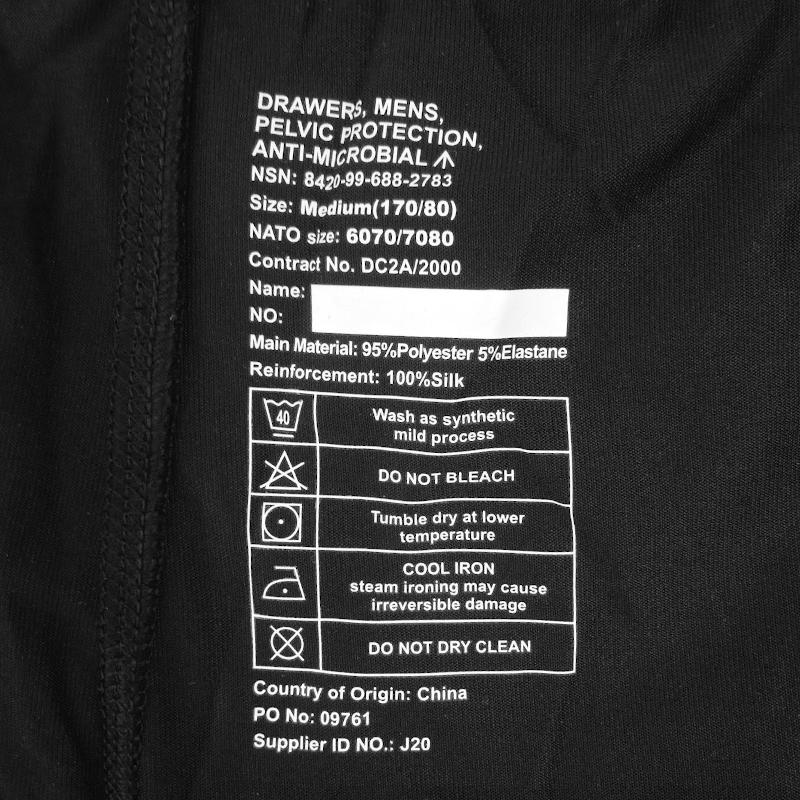 DRAWERS, MENS,
PELVIC PROTECTION,
ANTI-MICROBIAL
NSN: 8420-99-688-2783
Size: Medium(170/80)
NATO size: 6070/7080
Contract No. DC2A/2000
Name:
NO:
Main Material: 95%Polyester 5%Elastane
Reinforcement: 100%Silk
40
Wash as synthetic
mild process
DO NOT BLEACH
Tumble dry at lower
temperature
COOL IRON
steam ironing may cause
irreversible damage
DO NOT DRY CLEAN
Country of Origin: China
PO No: 09761
Supplier ID NO.: J20